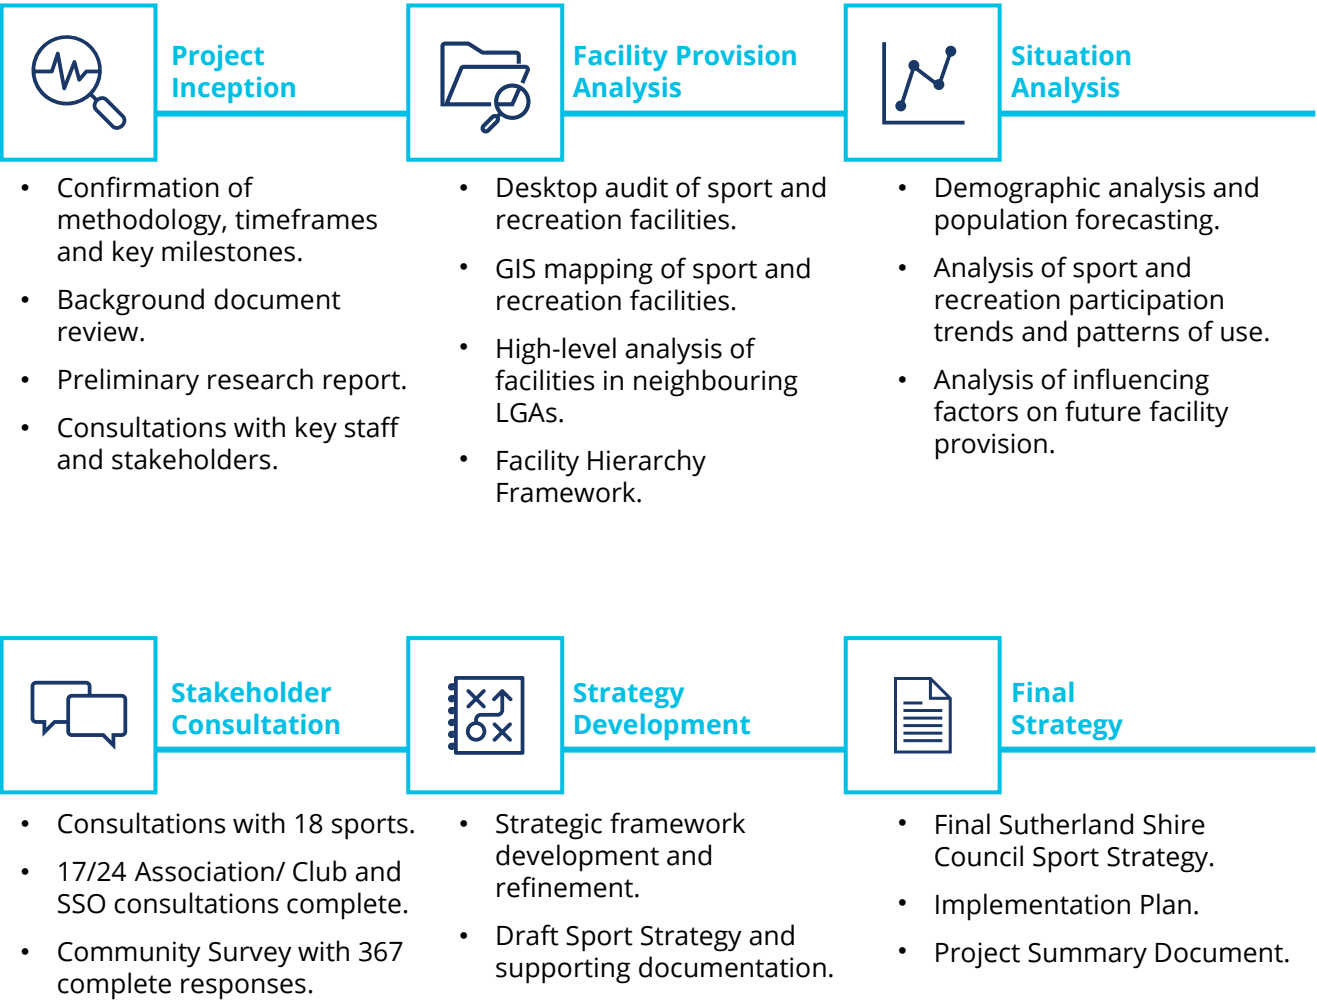 Project
Inception
• Confirmation of
methodology, timeframes
and key milestones.
• Background document
review.
• Preliminary research report.
• Consultations with key staff
and stakeholders.
Facility Provision
Analysis
• Desktop audit of sport and
recreation facilities.
• GIS mapping of sport and
recreation facilities.
• High-level analysis of
facilities in neighbouring
LGAs.
• Facility Hierarchy
Framework.
Situation
Analysis
• Demographic analysis and
population forecasting.
• Analysis of sport and
recreation participation
trends and patterns of use.
• Analysis of influencing
factors on future facility
provision.
Stakeholder
Consultation
• Consultations with 18 sports.
• 17/24 Association/ Club and
SSO consultations complete.
• Community Survey with 367
complete responses.
Strategy
Development
• Strategic framework
development and
refinement.
• Draft Sport Strategy and
supporting documentation.
Final
Strategy
• Final Sutherland Shire
Council Sport Strategy.
• Implementation Plan.
• Project Summary Document.